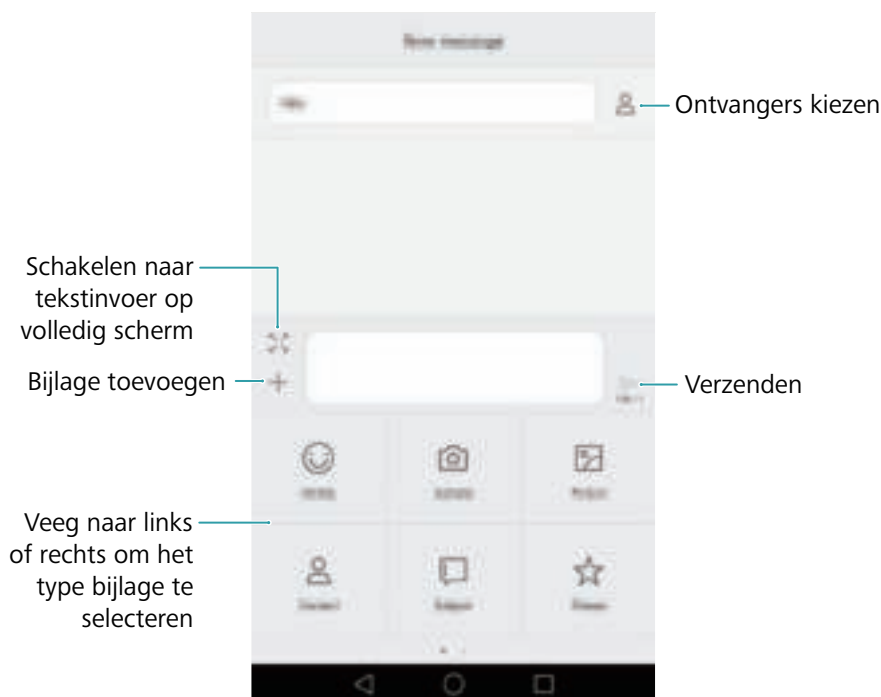 Ontvangers kiezen
Schakelen naar
tekstinvoer op
volledig scherm
Bijlage toevoegen
Verzenden
Veeg naar links
of rechts om het
type bijlage te
selecteren